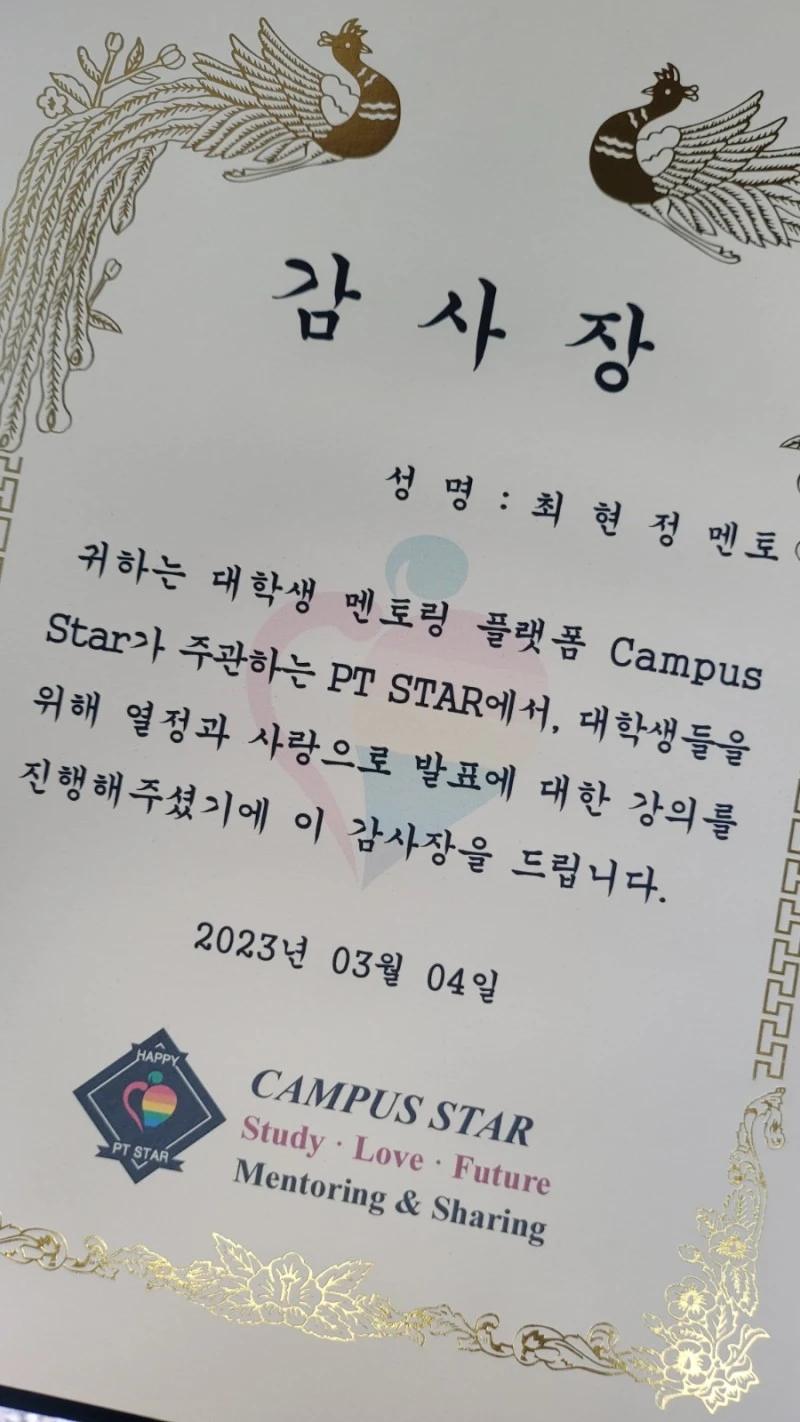 감 사 장
성 명 : 최 현 정 멘토
귀하는 대학생 멘토링 플랫폼 Campus
Star가 주관하는 PT STAR에서, 대학생들을
위해 열정과 사랑으로 발표에 대한 강의를
진행해주셨기에 이 감사장을 드립니다.
2023년 03월 04일
HAPPY
PT STAR
CAMPUS STAR
Study · Love · Future
Mentoring & Sharing